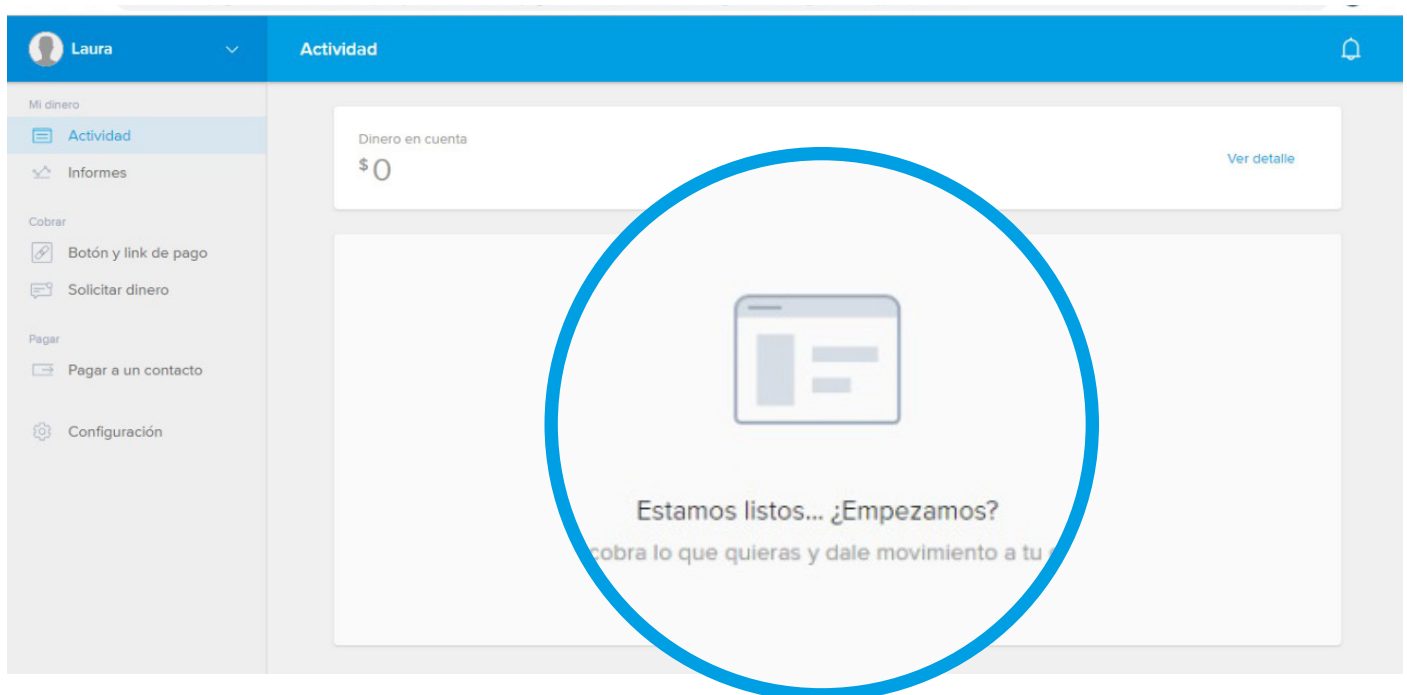 Laura
Actividad
Mi dinero
Actividad
Informes
Cobrar
Botón y link de pago
Solicitar dinero
Pagar
Pagar a un contacto
Configuración
Dinero en cuenta
$0
Ver detalle
Estamos listos... ¿Empezamos?
cobra lo que quieras y dale movimiento a tu